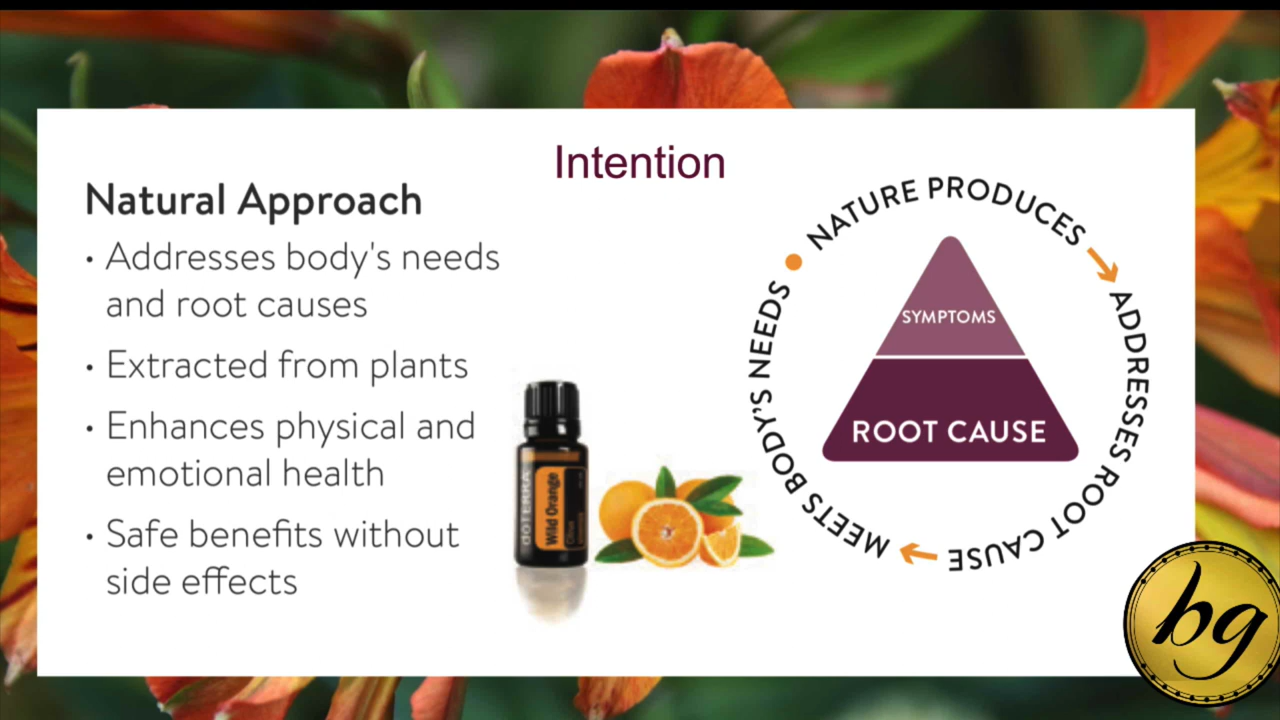 Intention
Natural Approach
• Addresses body's needs
and root causes
• Extracted from plants
• Enhances physical and
emotional health
• Safe benefits without
side effects
dōTERRA
Wild Orange
NATURE PRODUCES
ADDRESSES ROOT CAUSE
MEETS BODY'S NEEDS
SYMPTOMS
ROOT CAUSE
bg